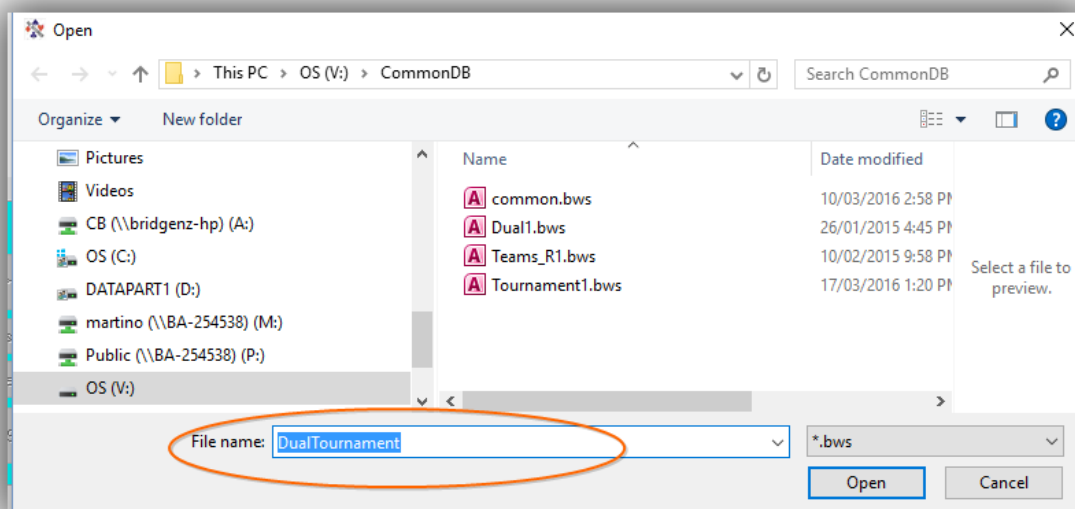 Open
This PC > OS (V:) > CommonDB
Search CommonDB
Organize
New folder
?
Pictures
Videos
CB (\\bridgenz-hp) (A:)
OS (C:)
DATAPART1 (D:)
martino (\\BA-254538) (M:)
Public (\\BA-254538) (P:)
OS (V:)
Name Date modified
A common.bws 10/03/2016 2:58 PM
A Dual1.bws 26/01/2015 4:45 PM
A Teams_R1.bws 10/02/2015 9:58 PM
A Tournament1.bws 17/03/2016 1:20 PM
Select a file to
preview.
File name: DualTournament
*.bws
Open
Cancel